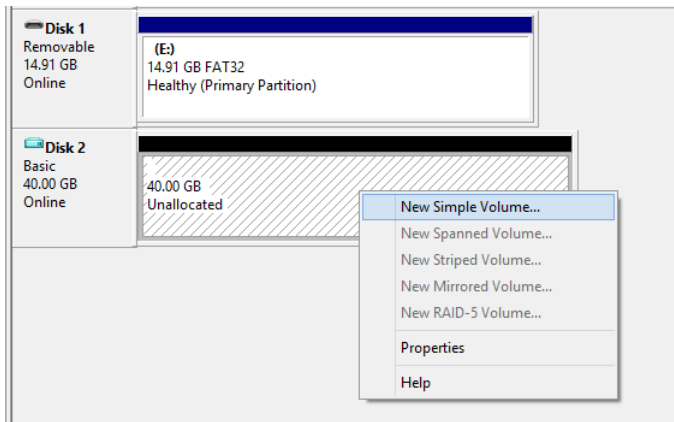 Disk 1
Removable
14.91 GB
Online
(E:)
14.91 GB FAT32
Healthy (Primary Partition)
Disk 2
Basic
40.00 GB
Online
40.00 GB
Unallocated
New Simple Volume...
New Spanned Volume...
New Striped Volume...
New Mirrored Volume...
New RAID-5 Volume...
Properties
Help